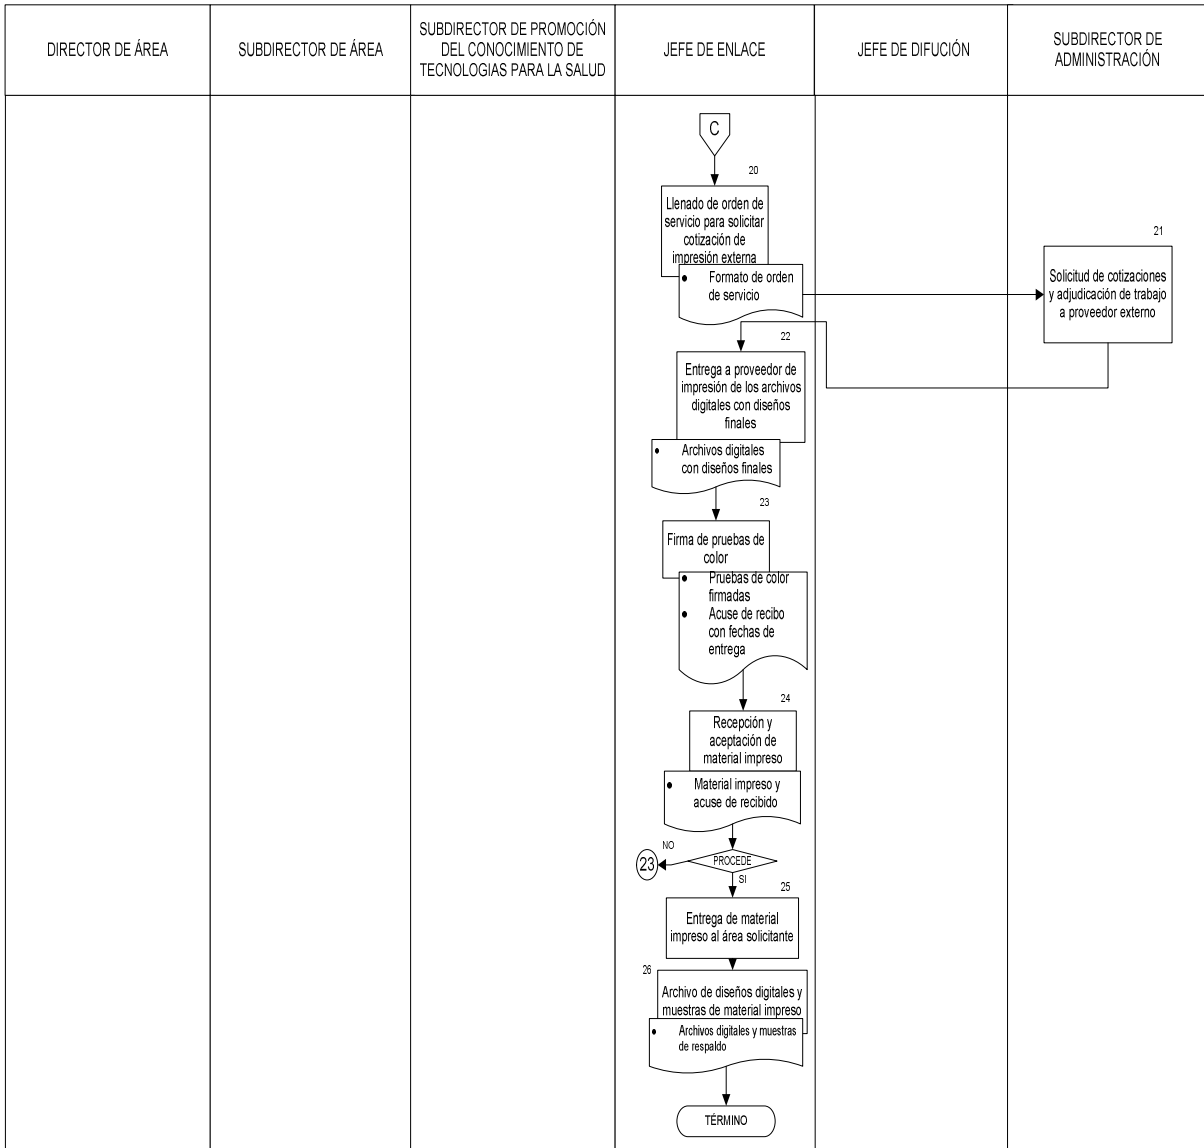 DIRECTOR DE ÁREA
SUBDIRECTOR DE ÁREA
SUBDIRECTOR DE PROMOCIÓN
DEL CONOCIMIENTO DE
TECNOLOGIAS PARA LA SALUD
JEFE DE ENLACE
JEFE DE DIFUCIÓN
SUBDIRECTOR DE
ADMINISTRACIÓN
C
20
Llenado de orden de
servicio para solicitar
cotización de
impresión externa
• Formato de orden
de servicio
21
Solicitud de cotizaciones
y adjudicación de trabajo
a proveedor externo
22
Entrega a proveedor de
impresión de los archivos
digitales con diseños
finales
• Archivos digitales
con diseños finales
23
Firma de pruebas de
color
• Pruebas de color
firmadas
• Acuse de recibo
con fechas de
entrega
24
Recepción y
aceptación de
material impreso
• Material impreso y
acuse de recibido
NO
23
PROCEDE
SI
25
Entrega de material
impreso al área solicitante
26
Archivo de diseños digitales y
muestras de material impreso
• Archivos digitales y muestras
de respaldo
TÉRMINO